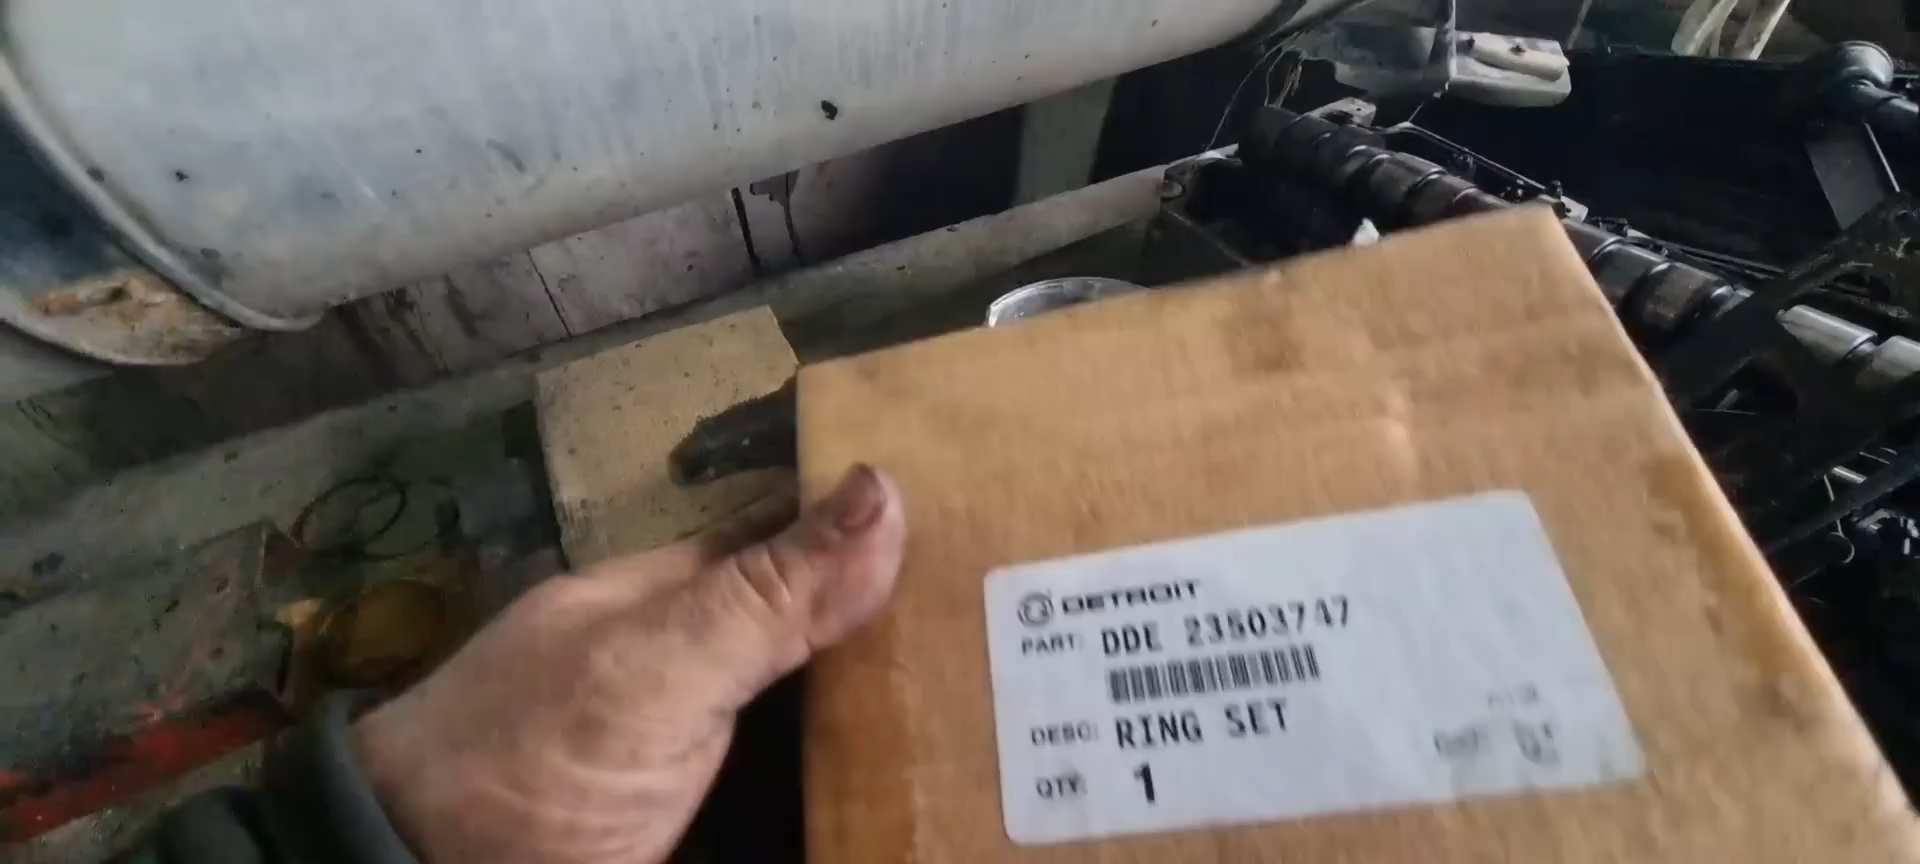 DETROIT
PART: DDE 23503747
DESC: RING SET
QTY: 1